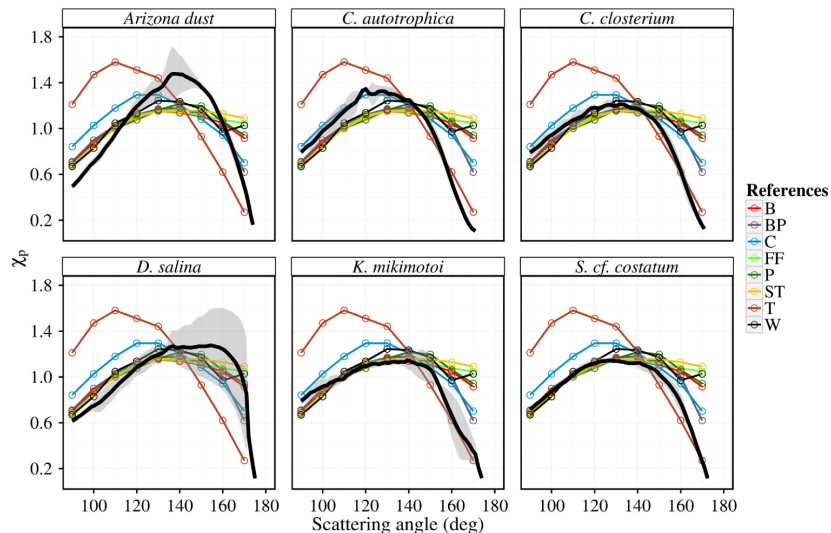 Arizona dust
C. autotrophica
C. closterium
1.8
1.4
1.0
0.6
0.2
D. salina
K. mikimotoi
S. cf. costatum
1.8
1.4
1.0
0.6
0.2
χp
100 120 140 160 180
100 120 140 160 180
100 120 140 160 180
Scattering angle (deg)
References
B
BP
C
FF
P
ST
T
W